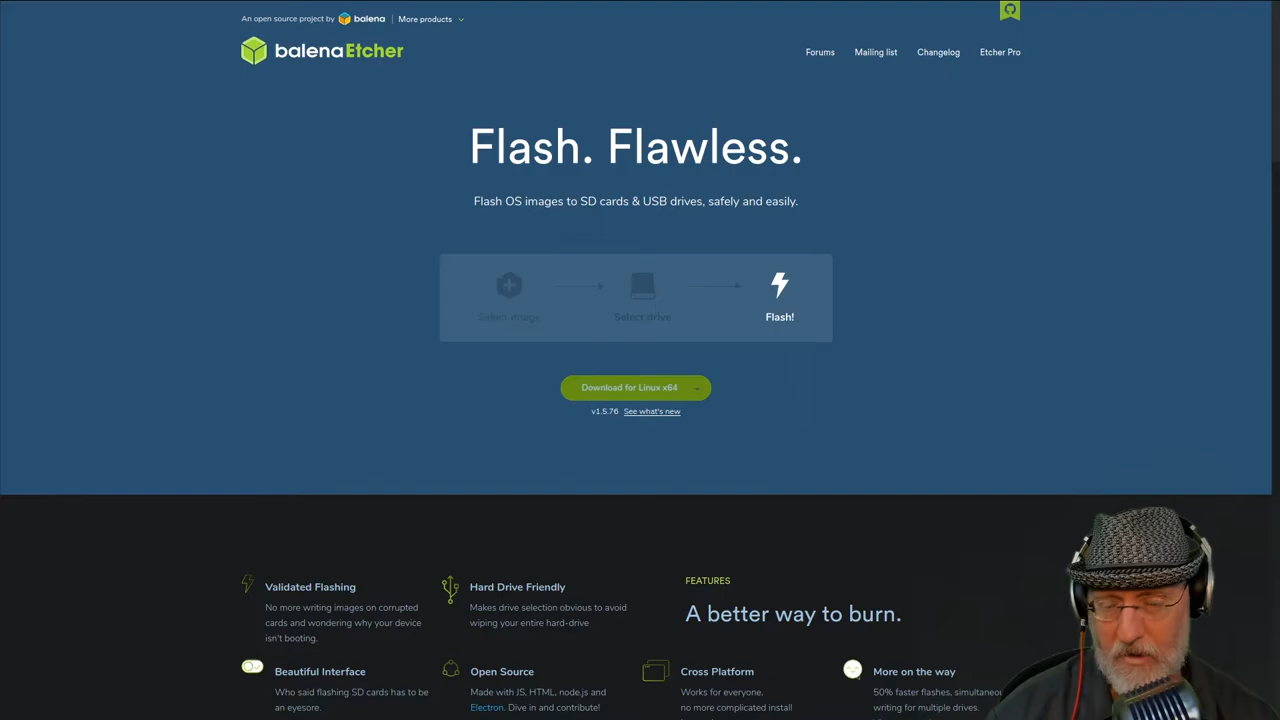 An open source project by balena More products
balenaEtcher
Forums Mailing list Changelog Etcher Pro
Flash. Flawless.
Flash OS images to SD cards & USB drives, safely and easily.
Select image Select drive Flash!
Download for Linux x64
v1.5.76 See what's new
Validated Flashing
No more writing images on corrupted
cards and wondering why your device
isn't booting.
Hard Drive Friendly
Makes drive selection obvious to avoid
wiping your entire hard-drive
FEATURES
A better way to burn.
Beautiful Interface
Who said flashing SD cards has to be
an eyesore.
Open Source
Made with JS, HTML, node.js and
Electron. Dive in and contribute!
Cross Platform
Works for everyone,
no more complicated install
More on the way
50% faster flashes,
writing for multiple drives.